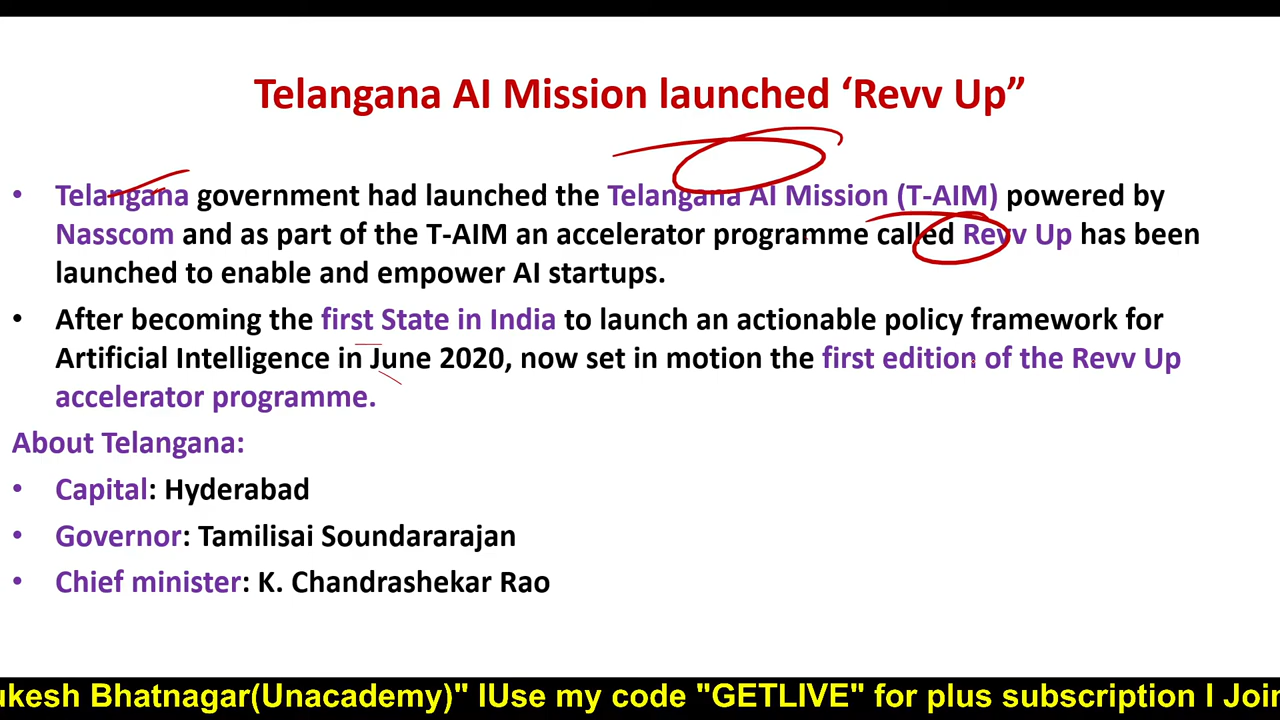 Telangana AI Mission launched ‘Revv Up”
• Telangana government had launched the Telangana AI Mission (T-AIM) powered by
Nasscom and as part of the T-AIM an accelerator programme called Revv Up has been
launched to enable and empower AI startups.
• After becoming the first State in India to launch an actionable policy framework for
Artificial Intelligence in June 2020, now set in motion the first edition of the Revv Up
accelerator programme.
About Telangana:
• Capital: Hyderabad
• Governor: Tamilisai Soundararajan
• Chief minister: K. Chandrashekar Rao
ukesh Bhatnagar(Unacademy)" lUse my code "GETLIVE" for plus subscription l Join